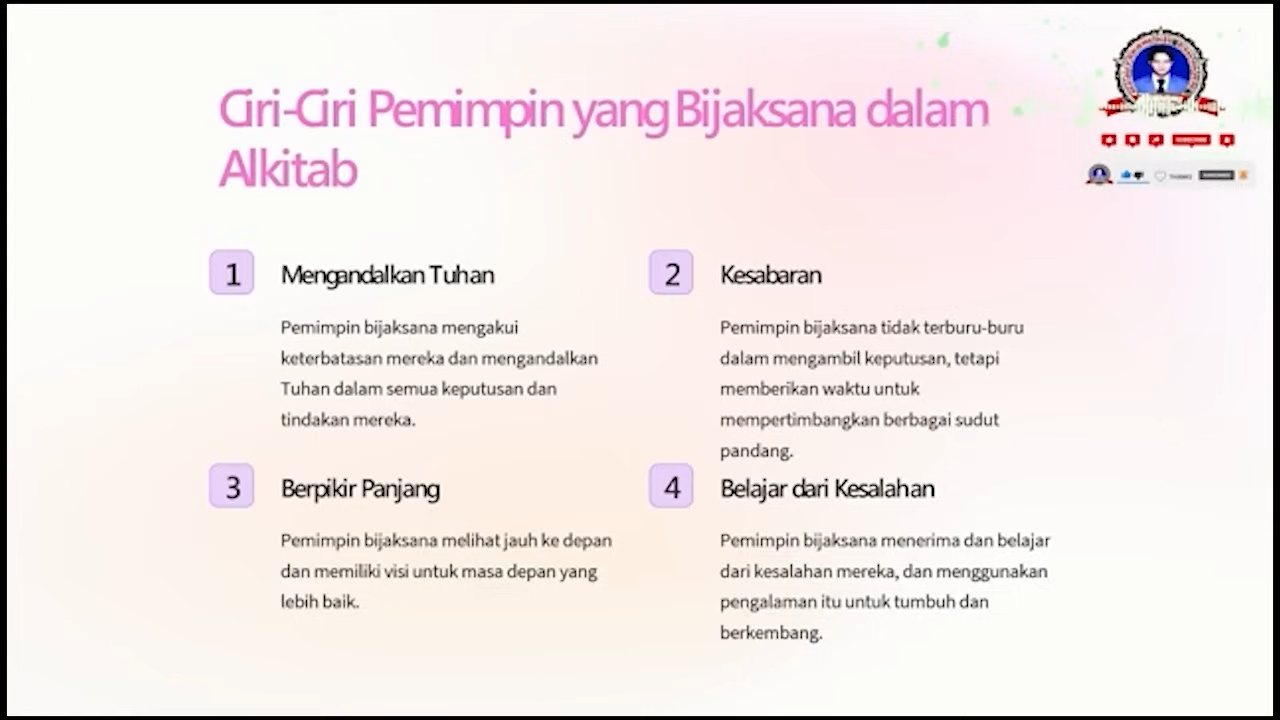 Ciri-Ciri Pemimpin yang Bijaksana dalam
Alkitab
1
Mengandalkan Tuhan
Pemimpin bijaksana mengakui
keterbatasan mereka dan mengandalkan
Tuhan dalam semua keputusan dan
tindakan mereka.
2
Kesabaran
Pemimpin bijaksana tidak terburu-buru
dalam mengambil keputusan, tetapi
memberikan waktu untuk
mempertimbangkan berbagai sudut
pandang.
3
Berpikir Panjang
Pemimpin bijaksana melihat jauh ke depan
dan memiliki visi untuk masa depan yang
lebih baik.
4
Belajar dari Kesalahan
Pemimpin bijaksana menerima dan belajar
dari kesalahan mereka, dan menggunakan
pengalaman itu untuk tumbuh dan
berkembang.